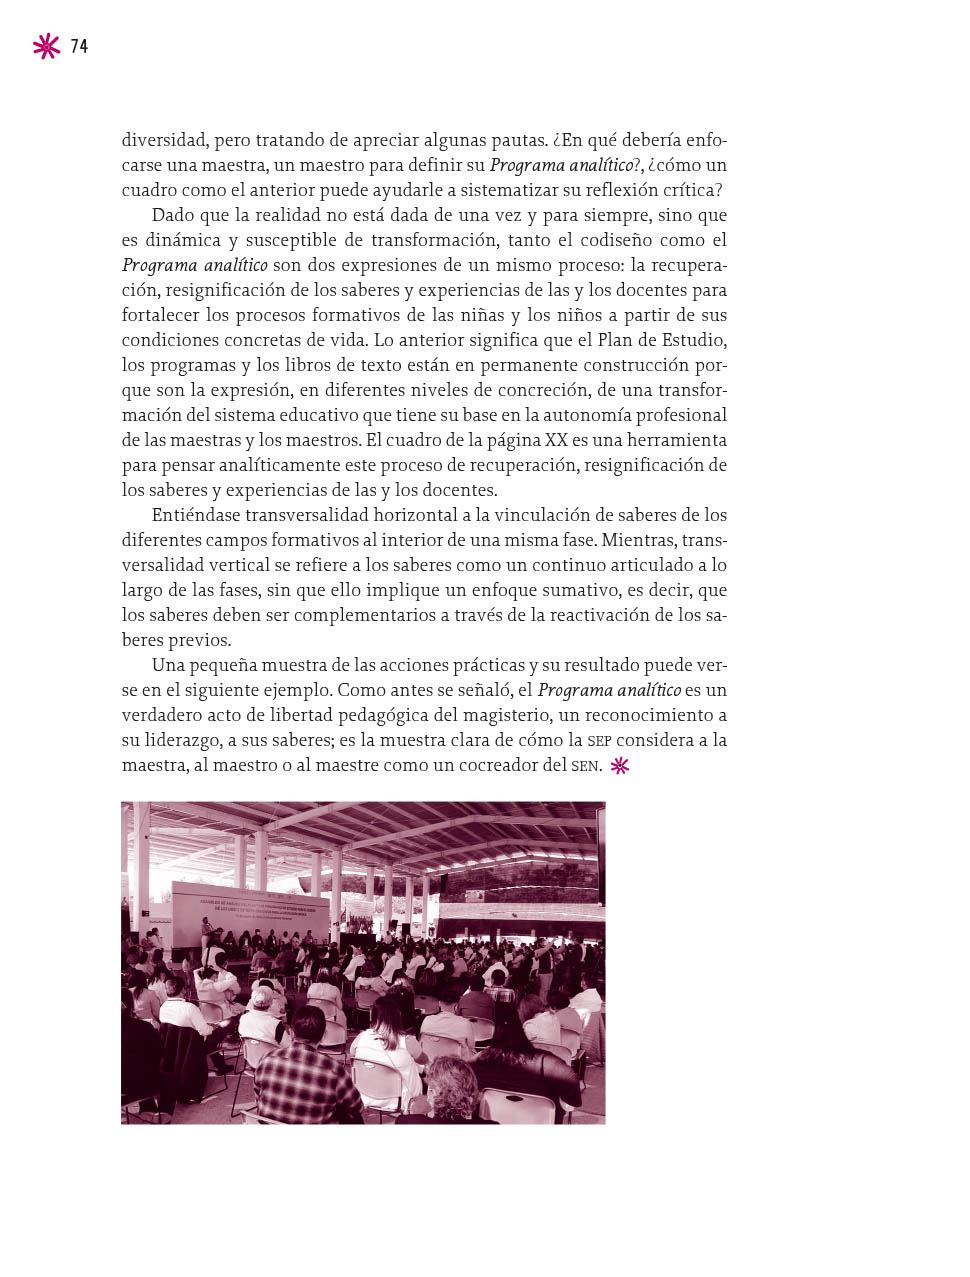 74
diversidad, pero tratando de apreciar algunas pautas. ¿En qué debería enfo-
carse una maestra, un maestro para definir su Programa analítico?, ¿cómo un
cuadro como el anterior puede ayudarle a sistematizar su reflexión crítica?
Dado que la realidad no está dada de una vez y para siempre, sino que
es dinámica y susceptible de transformación, tanto el codiseño como el
Programa analítico son dos expresiones de un mismo proceso: la recupera-
ción, resignificación de los saberes y experiencias de las y los docentes para
fortalecer los procesos formativos de las niñas y los niños a partir de sus
condiciones concretas de vida. Lo anterior significa que el Plan de Estudio,
los programas y los libros de texto están en permanente construcción por-
que son la expresión, en diferentes niveles de concreción, de una transfor-
mación del sistema educativo que tiene su base en la autonomía profesional
de las maestras y los maestros. El cuadro de la página XX es una herramienta
para pensar analíticamente este proceso de recuperación, resignificación de
los saberes y experiencias de las y los docentes.
Entiéndase transversalidad horizontal a la vinculación de saberes de los
diferentes campos formativos al interior de una misma fase. Mientras, trans-
versalidad vertical se refiere a los saberes como un continuo articulado a lo
largo de las fases, sin que ello implique un enfoque sumativo, es decir, que
los saberes deben ser complementarios a través de la reactivación de los sa-
beres previos.
Una pequeña muestra de las acciones prácticas y su resultado puede ver-
se en el siguiente ejemplo. Como antes se señaló, el Programa analítico es un
verdadero acto de libertad pedagógica del magisterio, un reconocimiento a
su liderazgo, a sus saberes; es la muestra clara de cómo la SEP considera a la
maestra, al maestro o al maestre como un cocreador del SEN.